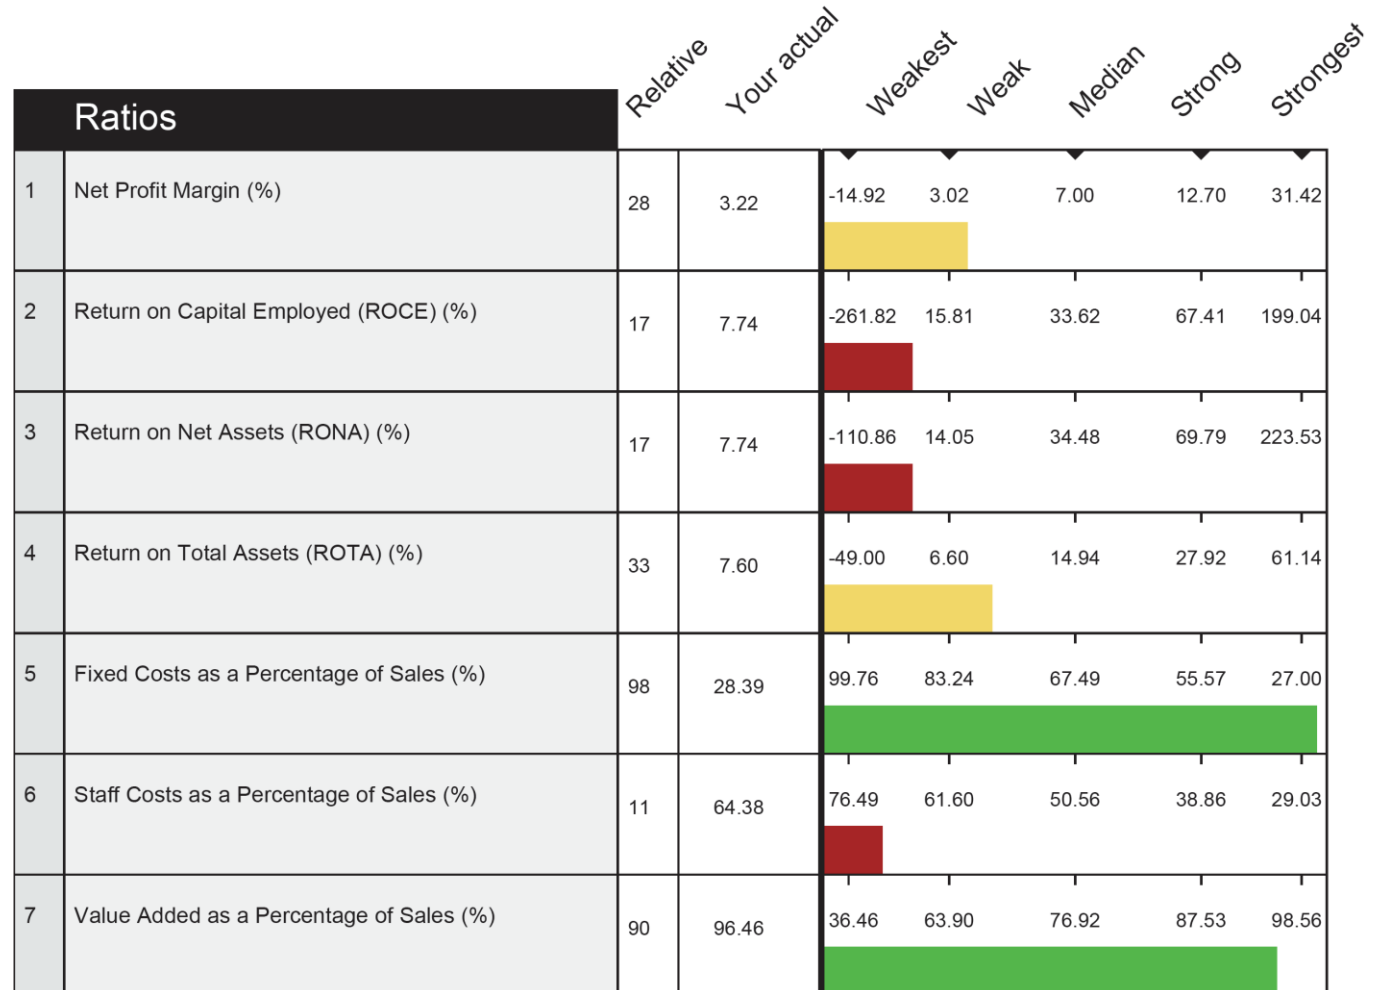 Relative
Your actual
Weakest
Weak
Median
Strong
Strongest
Ratios
1 Net Profit Margin (%) 28 3.22 -14.92 3.02 7.00 12.70 31.42
2 Return on Capital Employed (ROCE) (%) 17 7.74 -261.82 15.81 33.62 67.41 199.04
3 Return on Net Assets (RONA) (%) 17 7.74 -110.86 14.05 34.48 69.79 223.53
4 Return on Total Assets (ROTA) (%) 33 7.60 -49.00 6.60 14.94 27.92 61.14
5 Fixed Costs as a Percentage of Sales (%) 98 28.39 99.76 83.24 67.49 55.57 27.00
6 Staff Costs as a Percentage of Sales (%) 11 64.38 76.49 61.60 50.56 38.86 29.03
7 Value Added as a Percentage of Sales (%) 90 96.46 36.46 63.90 76.92 87.53 98.56